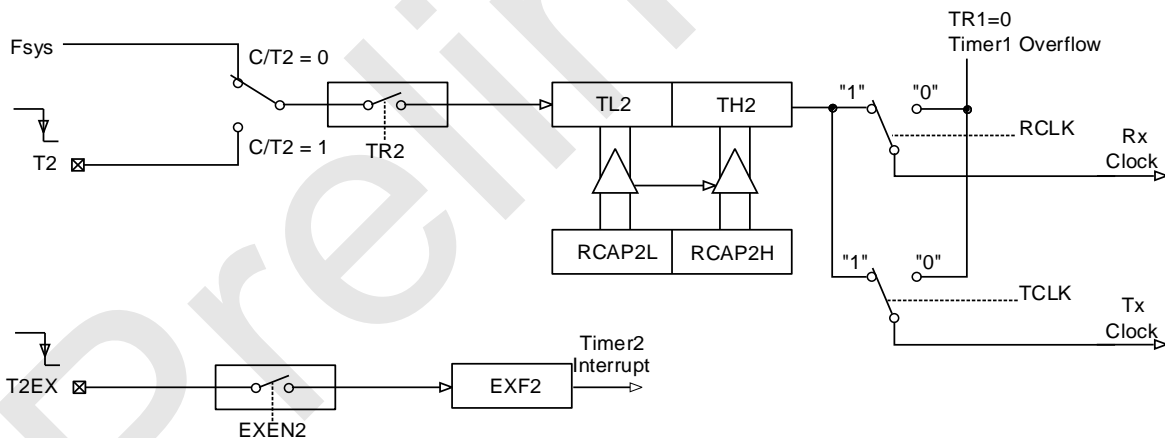 TR1=0
Timer1 Overflow
Fsys
C/T2 = 0
"1"
"0"
TL2
TH2
RCLK
Rx
Clock
T2
C/T2 = 1
TR2
RCAP2L
RCAP2H
"1"
"0"
TCLK
Tx
Clock
Timer2
Interrupt
T2EX
EXF2
EXEN2
Prelim